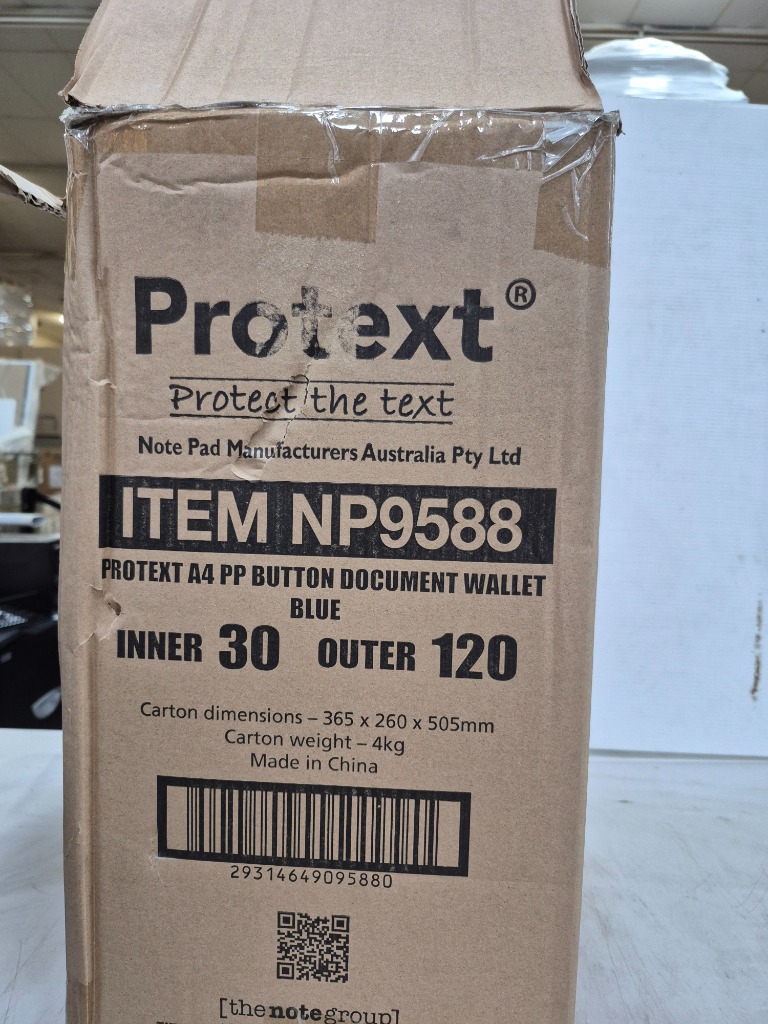 Protext®
Protect the text
Note Pad Manufacturers Australia Pty Ltd
ITEM NP9588
PROTEXT A4 PP BUTTON DOCUMENT WALLET
BLUE
INNER 30 OUTER 120
Carton dimensions – 365 x 260 x 505mm
Carton weight – 4kg
Made in China
29314649095880
[thenotegroup]